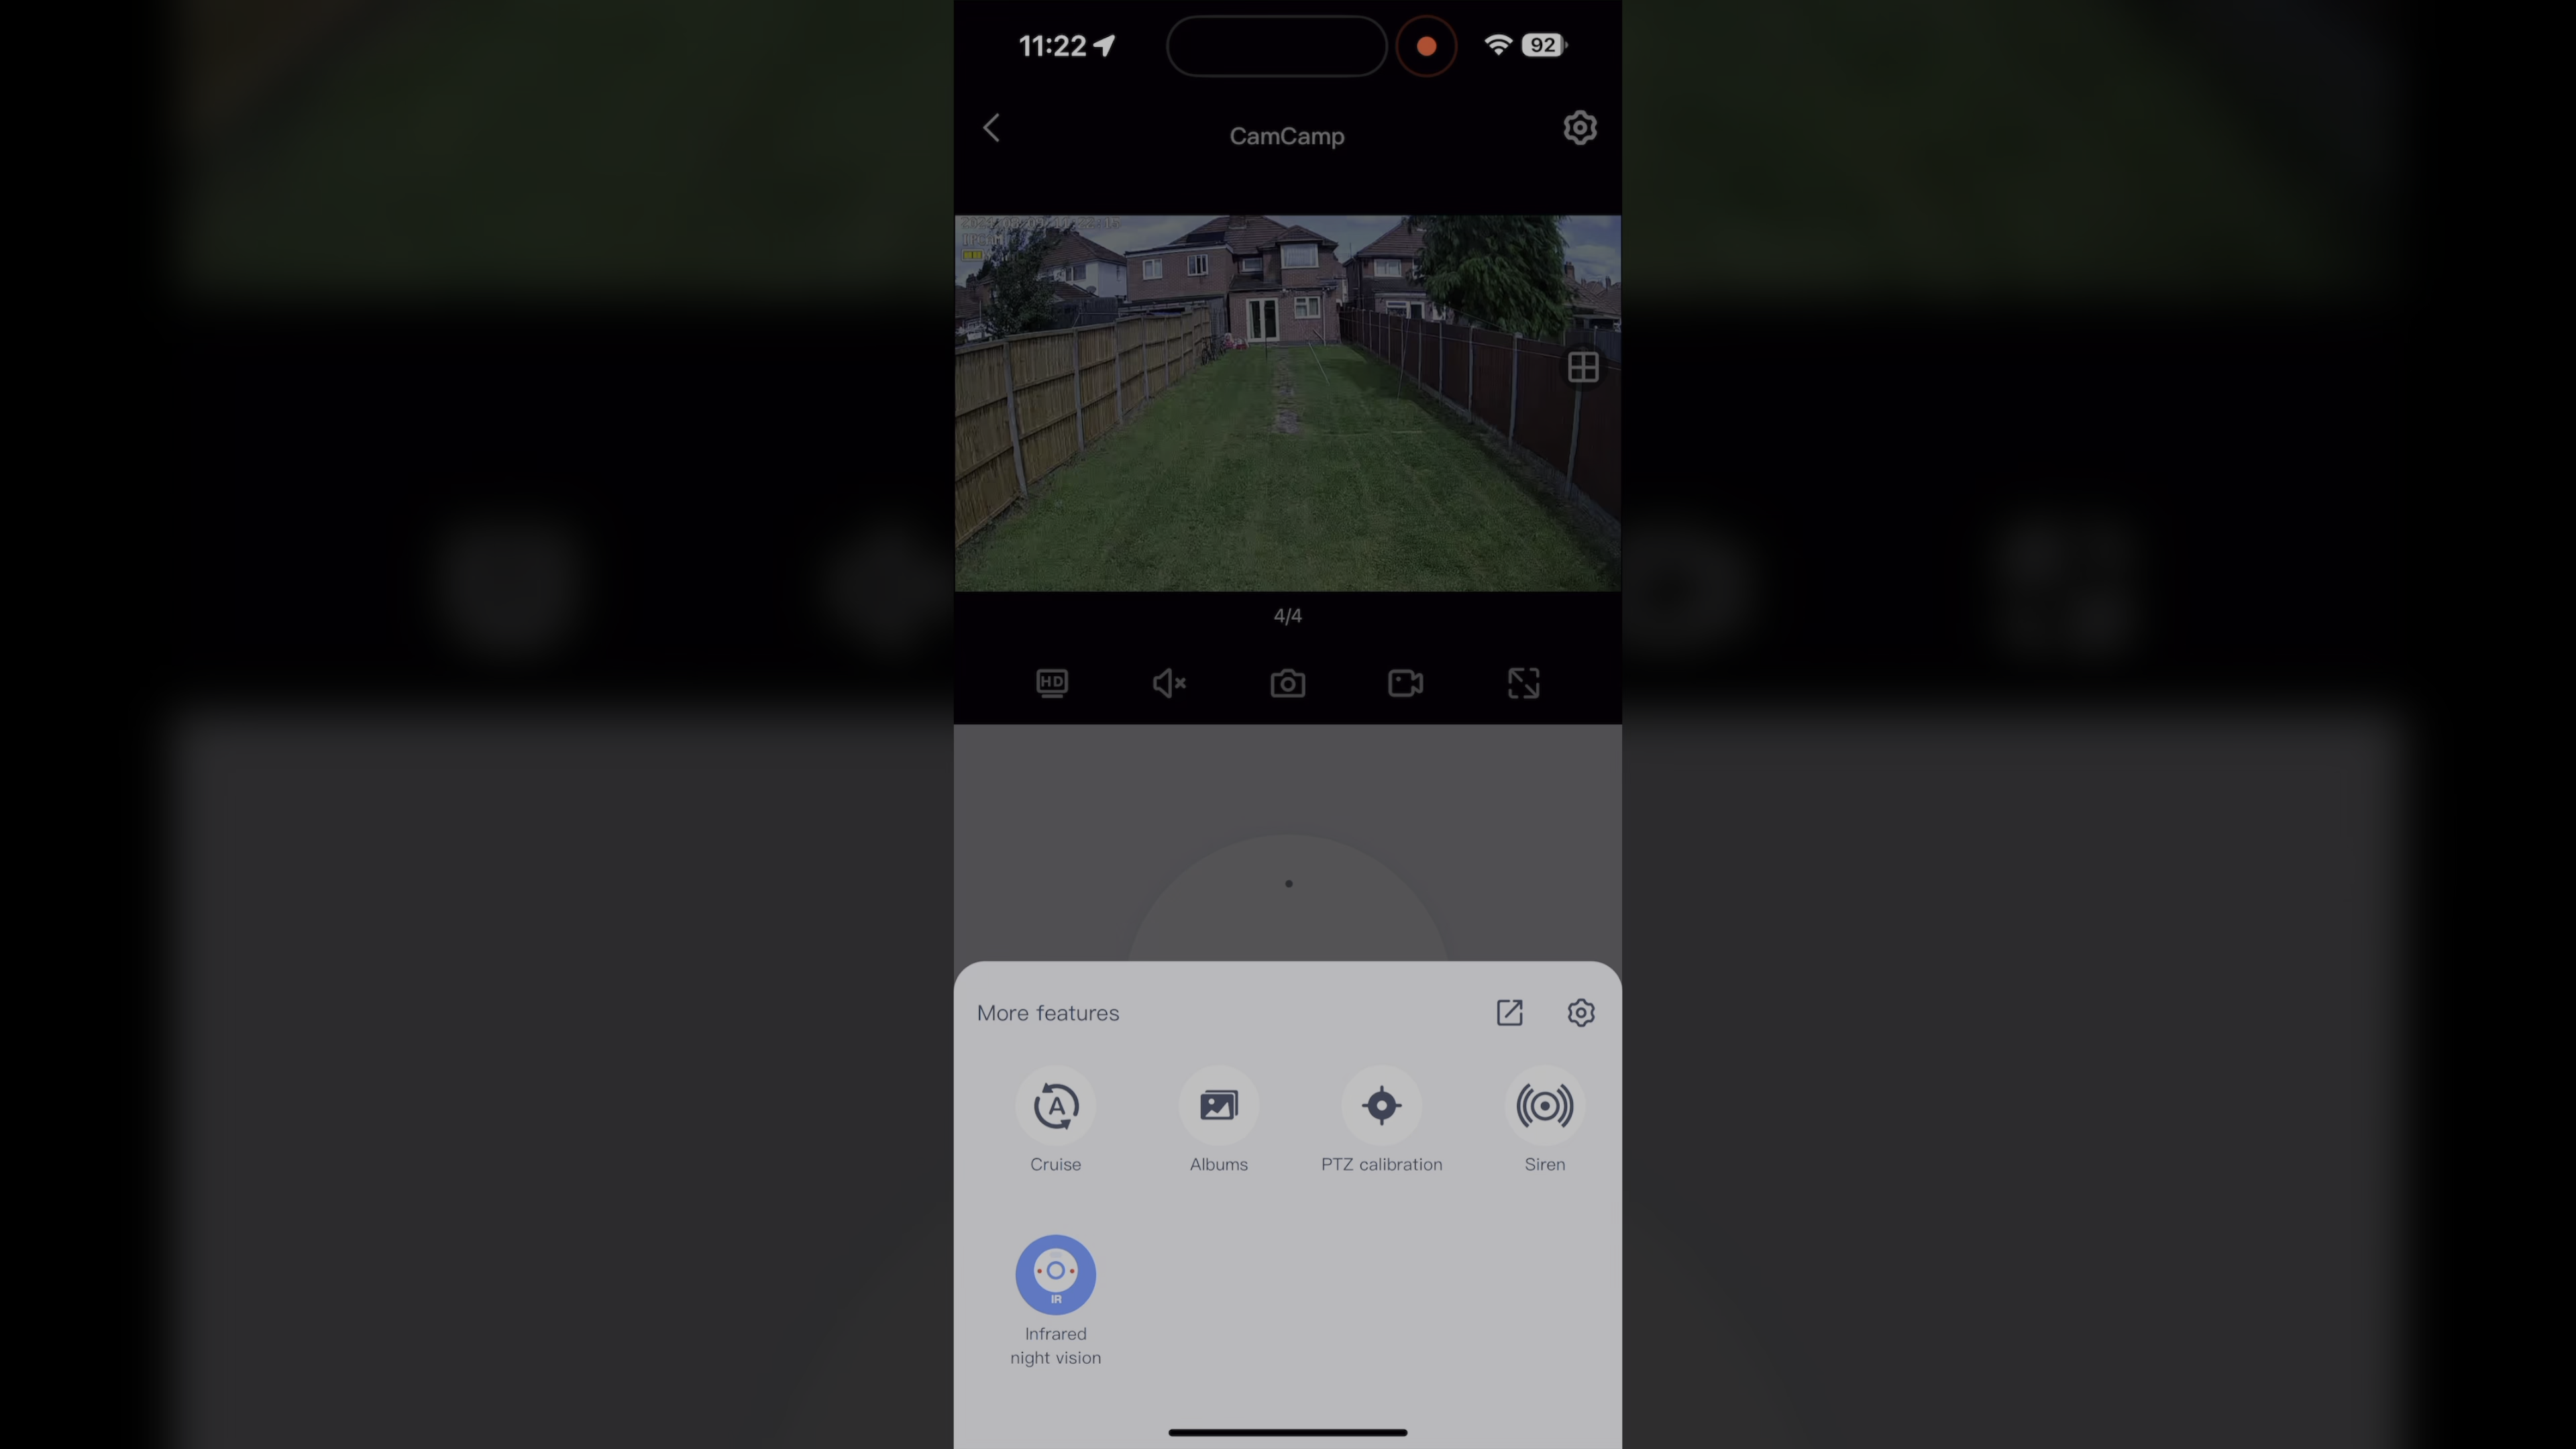 11:22
92
CamCamp
4/4
HD
More features
A
Cruise
Albums
PTZ calibration
Siren
IR
Infrared
night vision